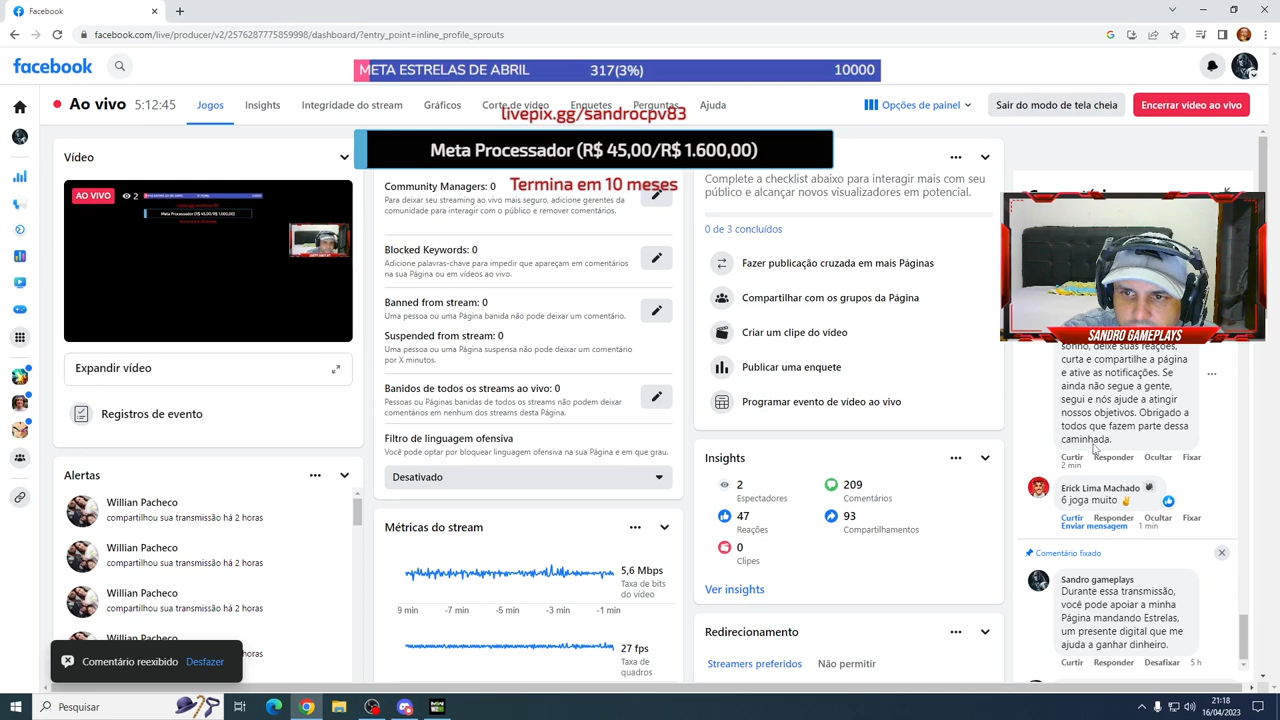 Facebook
facebook.com/live/producer/v2/2576287775859998/dashboard/?entry_point=inline_profile_sprouts
facebook
META ESTRELAS DE ABRIL 317(3%) 10000
Ao vivo 5:12:45 Jogos Insights Integridade do stream Gráficos Corte de vídeo Enquetes Perguntas Ajuda
Opções de painel Sair do modo de tela cheia Encerrar vídeo ao vivo
livepix.gg/sandrocpv83
Meta Processador (R$ 45,00/R$ 1.600,00)
Termina em 10 meses
Vídeo
AO VIVO 2
Expandir vídeo
Registros de evento
Alertas
Willian Pacheco
compartilhou sua transmissão há 2 horas
Willian Pacheco
compartilhou sua transmissão há 2 horas
Willian Pacheco
compartilhou sua transmissão há 2 horas
Willian Pacheco
Comentário reexibido Desfazer
Community Managers: 0
Para deixar seu streaming ao vivo mais seguro, adicione gerentes da
comunidade para interagir com o público e remover comentários.
Blocked Keywords: 0
Adicione palavras-chave para impedir que apareçam em comentários
na sua Página ou em vídeos ao vivo.
Banned from stream: 0
Uma pessoa ou uma Página banida não pode deixar um comentário.
Suspended from stream: 0
Uma pessoa ou uma Página suspensa não pode deixar um comentário
por X minutos.
Banidos de todos os streams ao vivo: 0
Pessoas ou Páginas banidas de todos os streams não podem deixar
comentários em nenhum dos streams desta Página.
Filtro de linguagem ofensiva
Você pode optar por bloquear linguagem ofensiva na sua Página e em que grau.
Desativado
Métricas do stream
5,6 Mbps
Taxa de bits
do vídeo
9 min -7 min -5 min -3 min -1 min
27 fps
Taxa de
quadros
Complete a checklist abaixo para interagir mais com seu
público e alcançar novos visualizadores em potencial.
0 de 3 concluídos
Fazer publicação cruzada em mais Páginas
Compartilhar com os grupos da Página
Criar um clipe do vídeo
Publicar uma enquete
Programar evento de vídeo ao vivo
Insights
2
Espectadores
209
Comentários
47
Reações
93
Compartilhamentos
0
Clipes
Ver insights
Redirecionamento
Streamers preferidos Não permitir
SANDRO GAMEPLAYS
sonho, deixe suas reações,
curta e compartilhe a página
e ative as notificações. Se
ainda não segue a gente,
segui e nós ajude a atingir
nossos objetivos. Obrigado a
todos que fazem parte dessa
caminhada.
Curtir Responder Ocultar Fixar
2 min
Erick Lima Machado
6 joga muito ✌
Curtir Responder Ocultar Fixar
Enviar mensagem 1 min
Comentário fixado
Sandro gameplays
Durante essa transmissão,
você pode apoiar a minha
Página mandando Estrelas,
um presente digital que me
ajuda a ganhar dinheiro.
Curtir Responder Desafixar 5 h
Pesquisar
21:18
16/04/2023